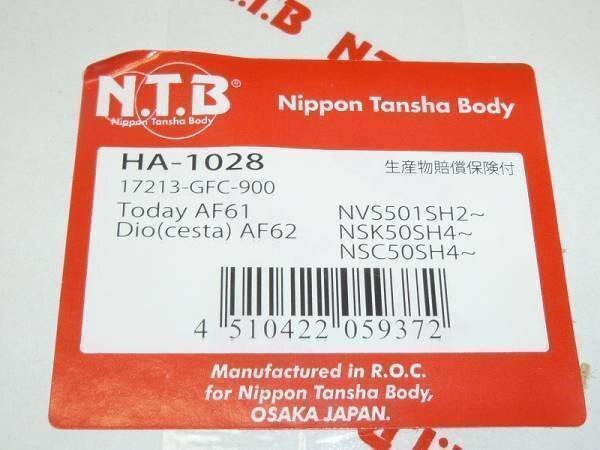 N.T.B
N.T.B
N.T.B®
Nippon Tansha Body
Nippon Tansha Body
HA-1028
生産物賠償保険付
17213-GFC-900
Today AF61 NVS501SH2~
Dio(cesta) AF62 NSK50SH4~
NSC50SH4~
4 510422 059372
Manufactured in R.O.C.
for Nippon Tansha Body,
OSAKA JAPAN.